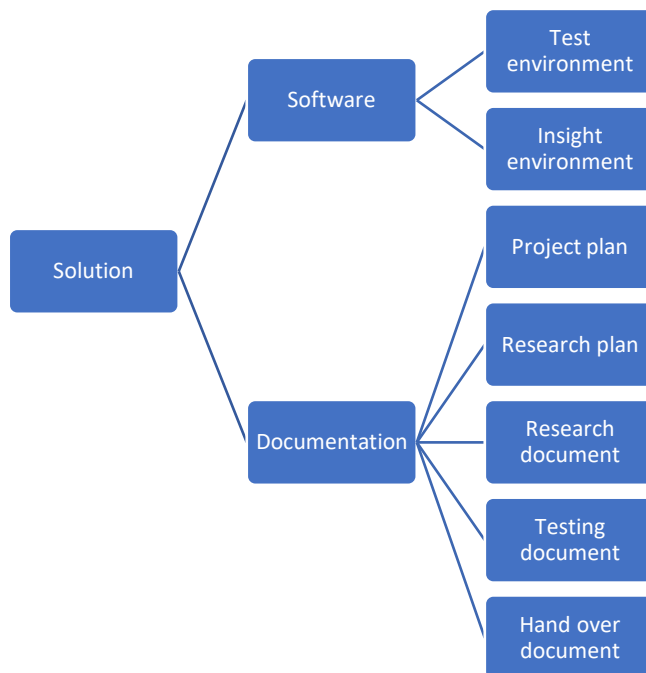 Test
environment
Software
Insight
environment
Project plan
Solution
Research plan
Documentation
Research
document
Testing
document
Hand over
document